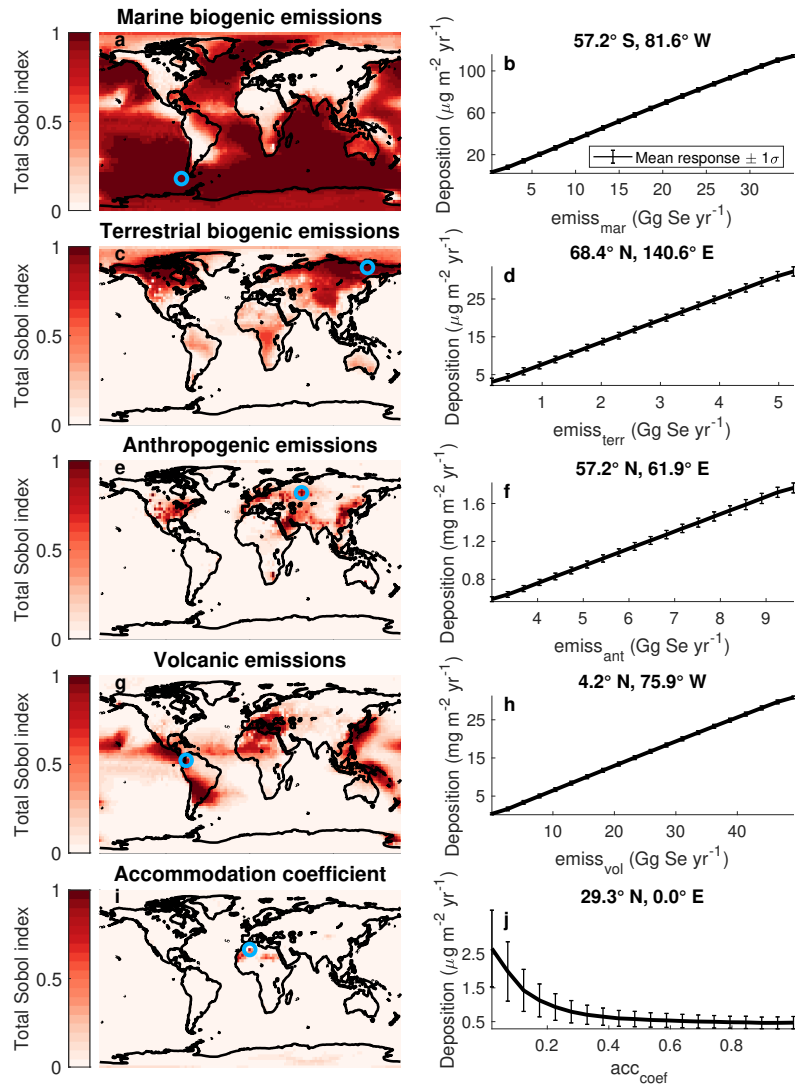 Marine biogenic emissions
a
1
0.5
0
Total Sobol index
57.2° S, 81.6° W
b
Deposition (μg m-2 yr-1)
100
60
20
Mean response ± 1σ
5 10 15 20 25 30
emiss_mar (Gg Se yr-1)
Terrestrial biogenic emissions
c
1
0.5
0
Total Sobol index
68.4° N, 140.6° E
d
Deposition (μg m-2 yr-1)
25
15
5
1 2 3 4 5
emiss_terr (Gg Se yr-1)
Anthropogenic emissions
e
1
0.5
0
Total Sobol index
57.2° N, 61.9° E
f
Deposition (mg m-2 yr-1)
1.6
1.2
0.8
4 5 6 7 8 9
emiss_ant (Gg Se yr-1)
Volcanic emissions
g
1
0.5
0
Total Sobol index
4.2° N, 75.9° W
h
Deposition (mg m-2 yr-1)
25
15
5
10 20 30 40
emiss_vol (Gg Se yr-1)
Accommodation coefficient
i
1
0.5
0
Total Sobol index
29.3° N, 0.0° E
j
Deposition (μg m-2 yr-1)
2.5
1.5
0.5
0.2 0.4 0.6 0.8
acc_coef